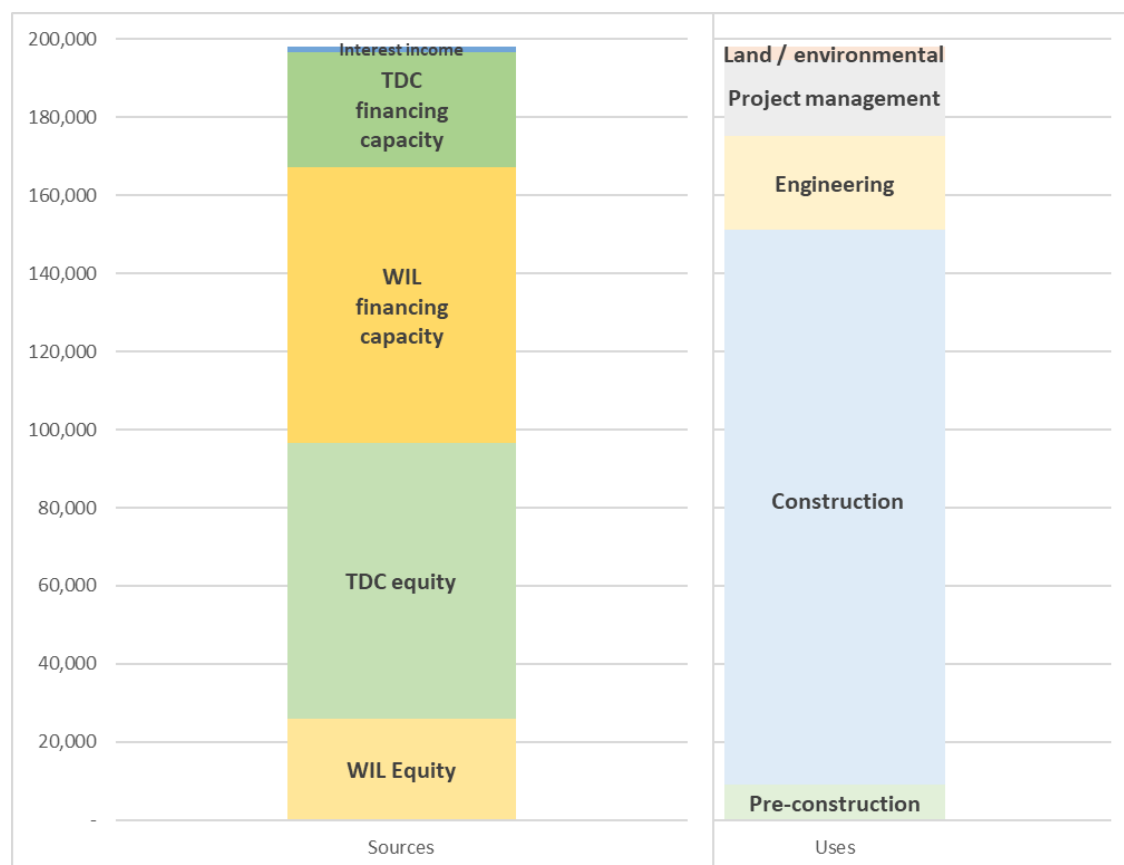 200,000
180,000
160,000
140,000
120,000
100,000
80,000
60,000
40,000
20,000
-
Interest income
TDC
financing
capacity
WIL
financing
capacity
TDC equity
WIL Equity
Sources
Land / environmental
Project management
Engineering
Construction
Pre-construction
Uses